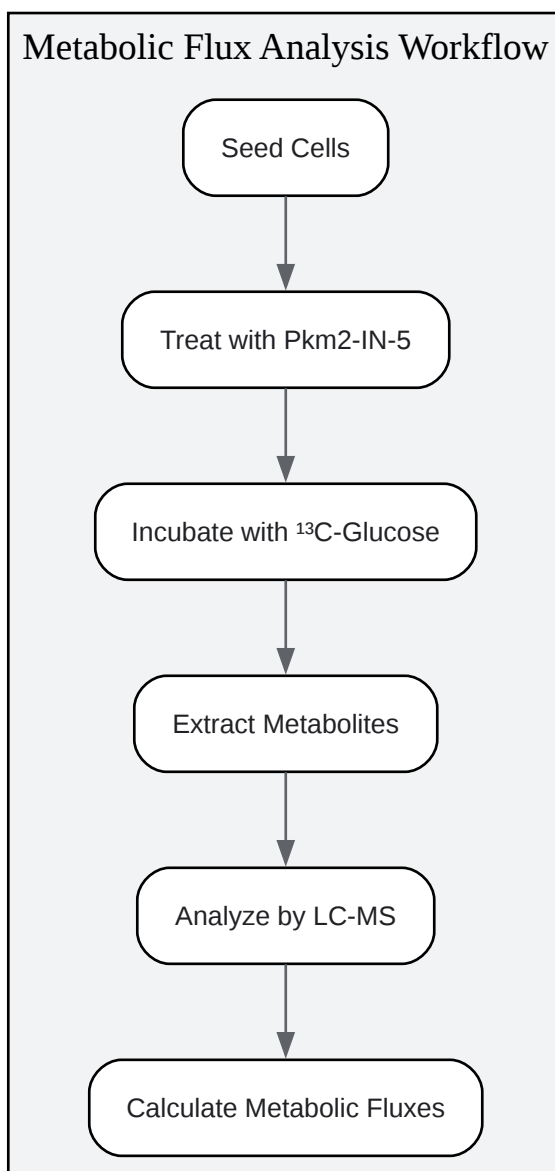 Metabolic Flux Analysis Workflow
Seed Cells
Treat with Pkm2-IN-5
Incubate with ¹³C-Glucose
Extract Metabolites
Analyze by LC-MS
Calculate Metabolic Fluxes